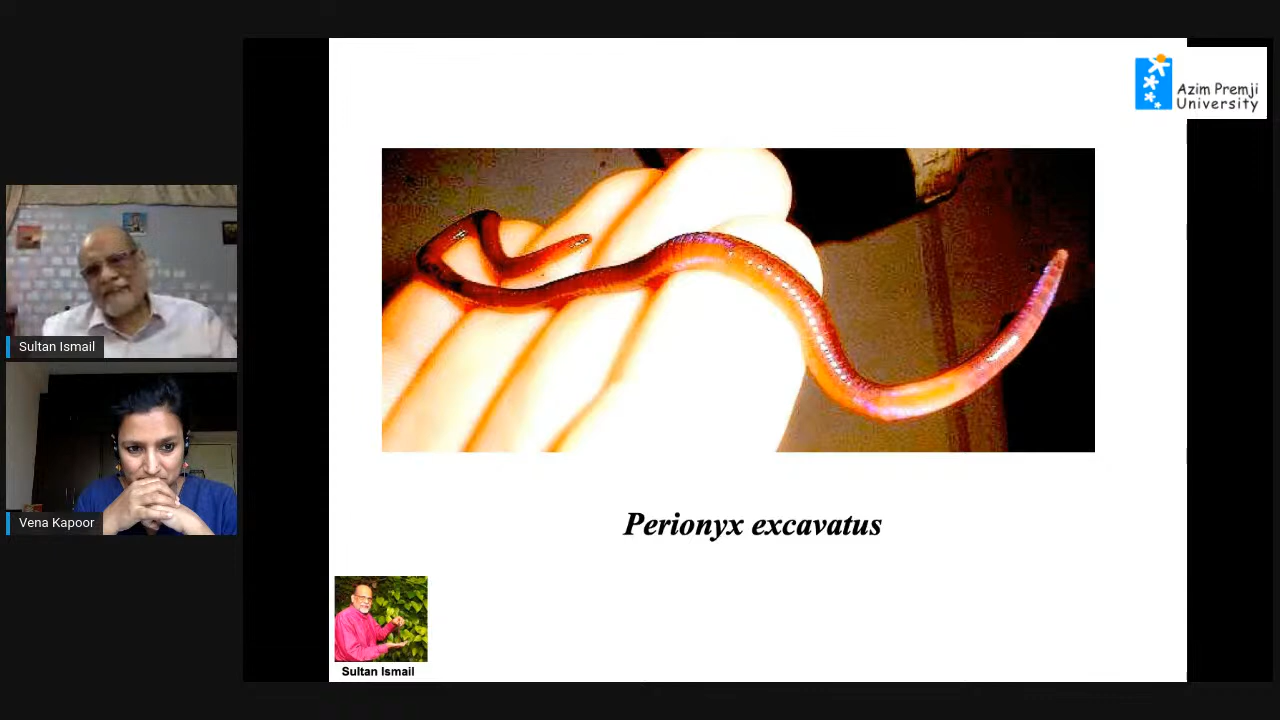 Azim Premji
University
Sultan Ismail
Vena Kapoor
Perionyx excavatus
Sultan Ismail